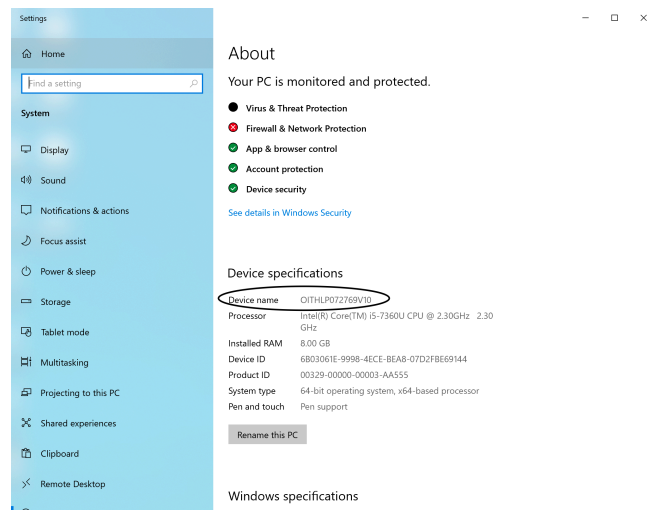 Settings
Home
Find a setting
System
Display
Sound
Notifications & actions
Focus assist
Power & sleep
Storage
Tablet mode
Multitasking
Projecting to this PC
Shared experiences
Clipboard
Remote Desktop
About
Your PC is monitored and protected.
Virus & Threat Protection
Firewall & Network Protection
App & browser control
Account protection
Device security
See details in Windows Security
Device specifications
Device name OITHLP072769V10
Processor Intel(R) Core(TM) i5-7360U CPU @ 2.30GHz 2.30
GHz
Installed RAM 8.00 GB
Device ID 6B03061E-9998-4ECE-BEA8-07D2FBE69144
Product ID 00329-00000-00003-AA555
System type 64-bit operating system, x64-based processor
Pen and touch Pen support
Rename this PC
Windows specifications